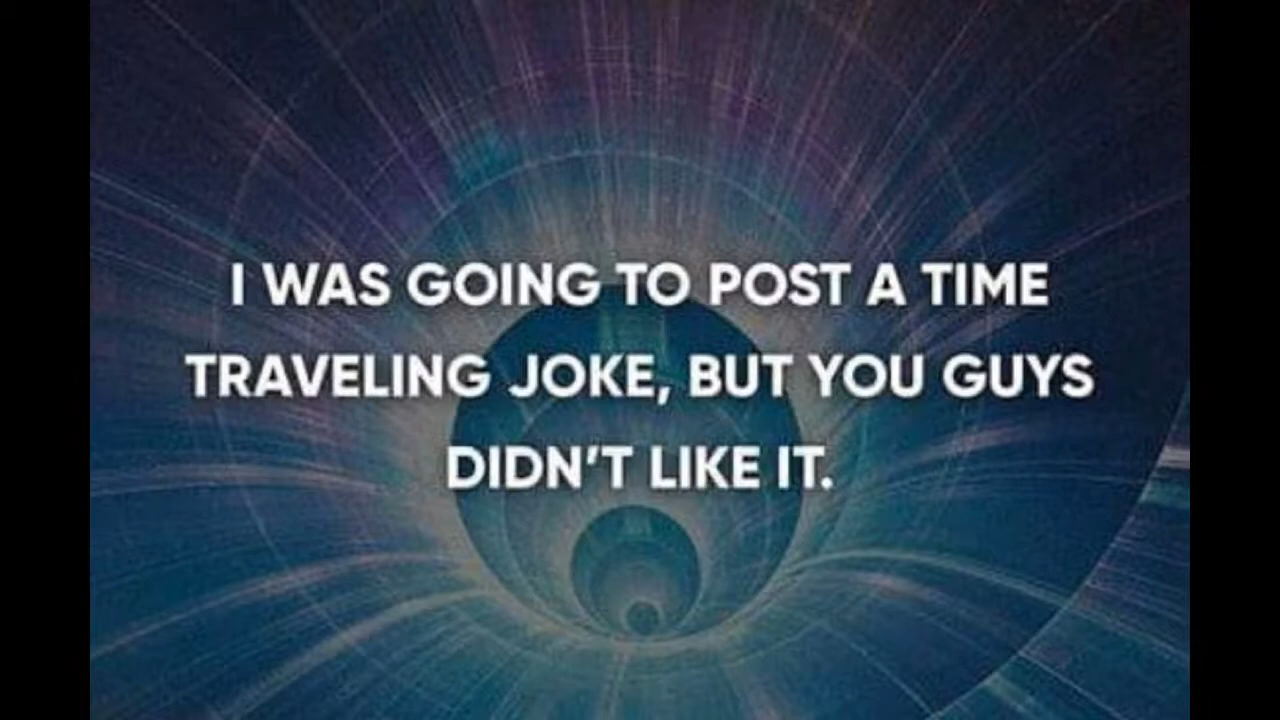 I WAS GOING TO POST A TIME
TRAVELING JOKE, BUT YOU GUYS
DIDN'T LIKE IT.